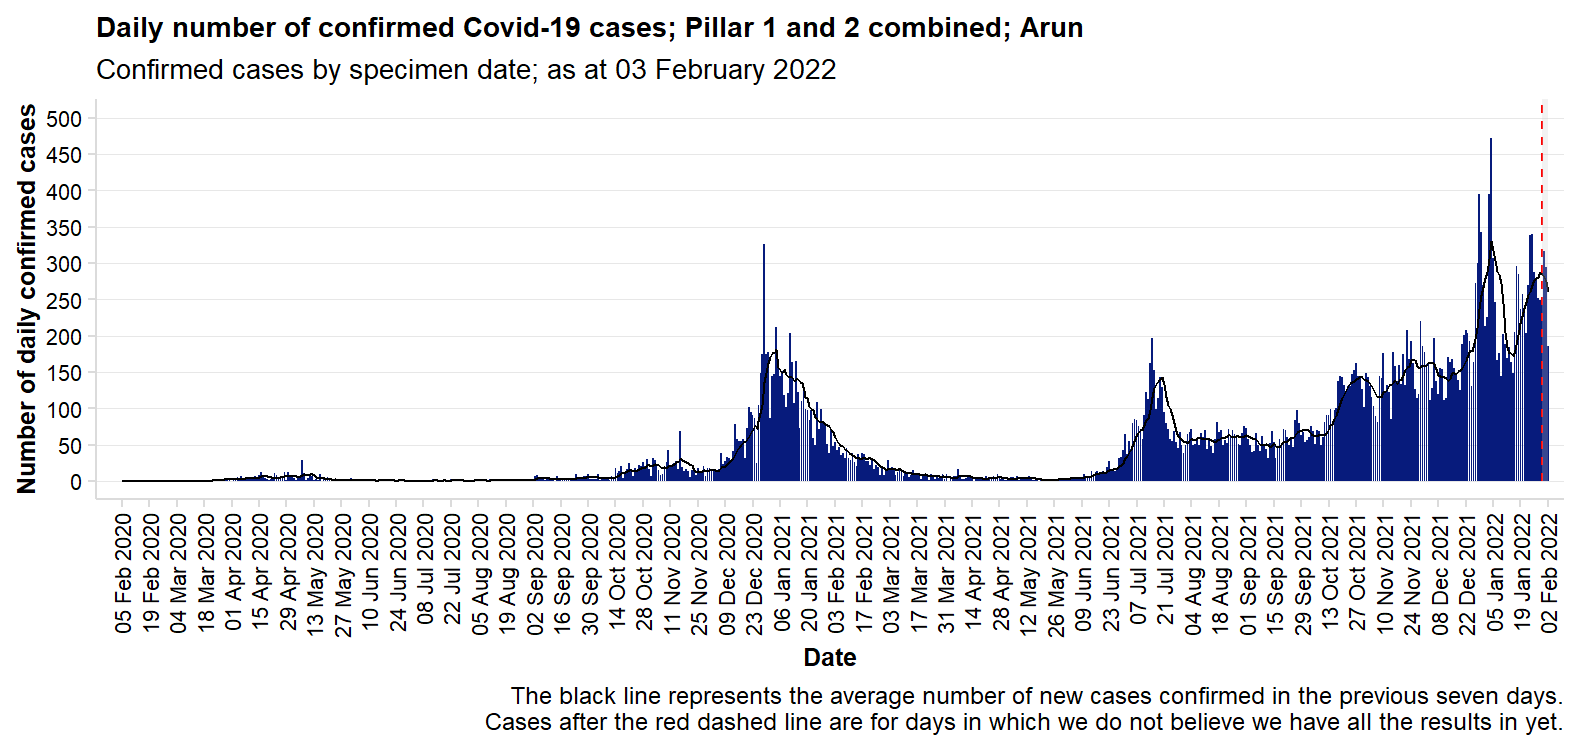 Daily number of confirmed Covid-19 cases; Pillar 1 and 2 combined; Arun
Confirmed cases by specimen date; as at 03 February 2022
Number of daily confirmed cases
500
450
400
350
300
250
200
150
100
50
0
05 Feb 2020
19 Feb 2020
04 Mar 2020
18 Mar 2020
01 Apr 2020
15 Apr 2020
29 Apr 2020
13 May 2020
27 May 2020
10 Jun 2020
24 Jun 2020
08 Jul 2020
22 Jul 2020
05 Aug 2020
19 Aug 2020
02 Sep 2020
16 Sep 2020
30 Sep 2020
14 Oct 2020
28 Oct 2020
11 Nov 2020
25 Nov 2020
09 Dec 2020
23 Dec 2020
06 Jan 2021
20 Jan 2021
03 Feb 2021
17 Feb 2021
03 Mar 2021
17 Mar 2021
31 Mar 2021
14 Apr 2021
28 Apr 2021
12 May 2021
26 May 2021
09 Jun 2021
23 Jun 2021
07 Jul 2021
21 Jul 2021
04 Aug 2021
18 Aug 2021
01 Sep 2021
15 Sep 2021
29 Sep 2021
13 Oct 2021
27 Oct 2021
10 Nov 2021
24 Nov 2021
08 Dec 2021
22 Dec 2021
05 Jan 2022
19 Jan 2022
02 Feb 2022
Date
The black line represents the average number of new cases confirmed in the previous seven days.
Cases after the red dashed line are for days in which we do not believe we have all the results in yet.